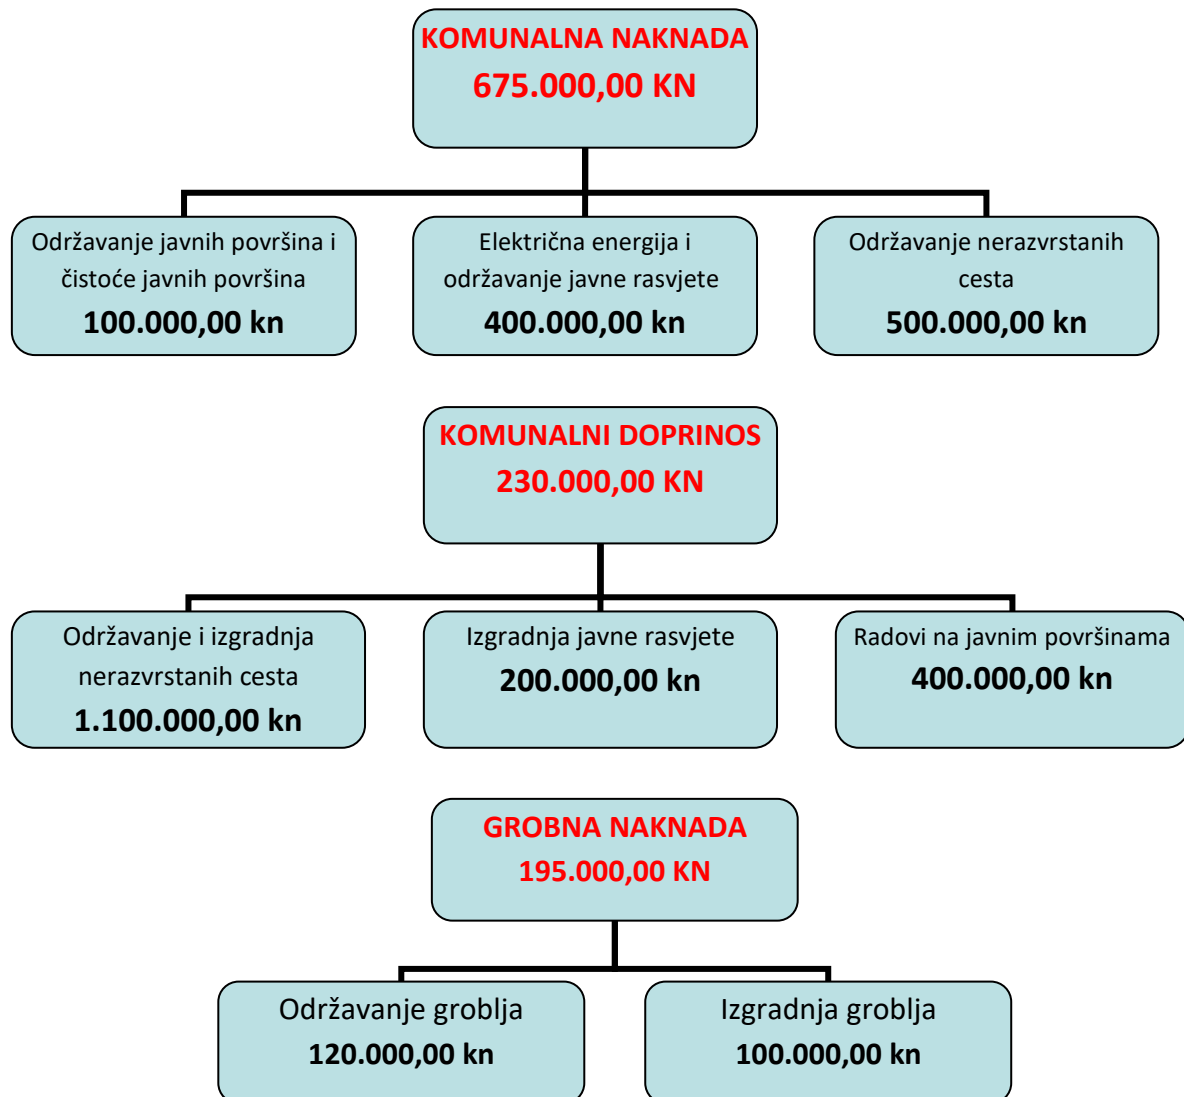 KOMUNALNA NAKNADA
675.000,00 KN
Održavanje javnih površina i
čistoće javnih površina
100.000,00 kn
Električna energija i
održavanje javne rasvjete
400.000,00 kn
Održavanje nerazvrstanih
cesta
500.000,00 kn
KOMUNALNI DOPRINOS
230.000,00 KN
Održavanje i izgradnja
nerazvrstanih cesta
1.100.000,00 kn
Izgradnja javne rasvjete
200.000,00 kn
Radovi na javnim površinama
400.000,00 kn
GROBNA NAKNADA
195.000,00 KN
Održavanje groblja
120.000,00 kn
Izgradnja groblja
100.000,00 kn